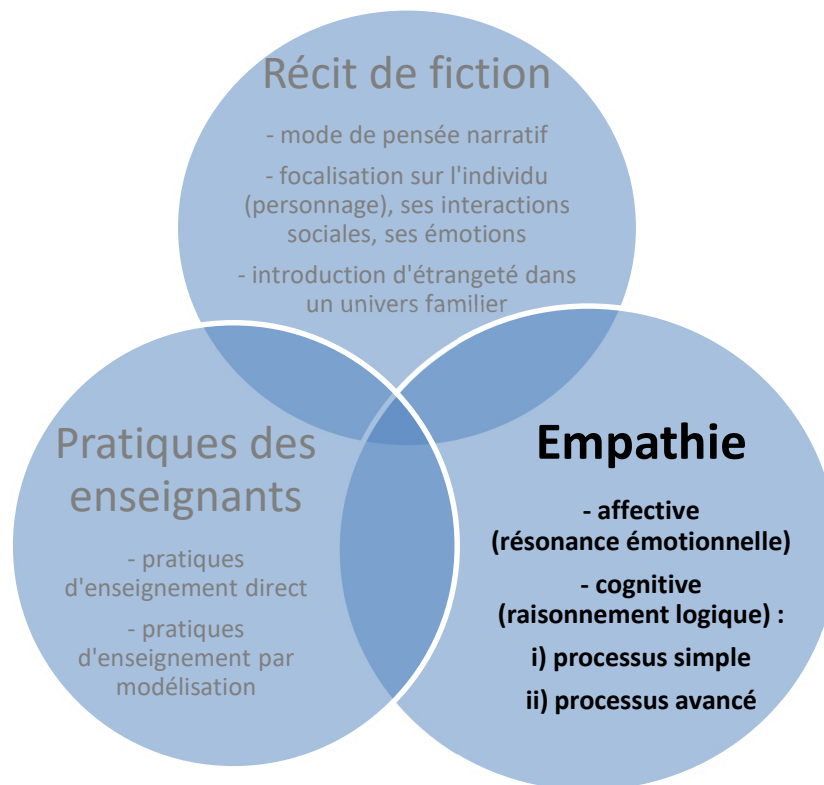 Récit de fiction
- mode de pensée narratif
- focalisation sur l'individu
(personnage), ses interactions
sociales, ses émotions
- introduction d'étrangeté dans
un univers familier
Pratiques des
enseignants
- pratiques
d'enseignement direct
- pratiques
d'enseignement par
modélisation
Empathie
- affective
(résonance émotionnelle)
- cognitive
(raisonnement logique) :
i) processus simple
ii) processus avancé